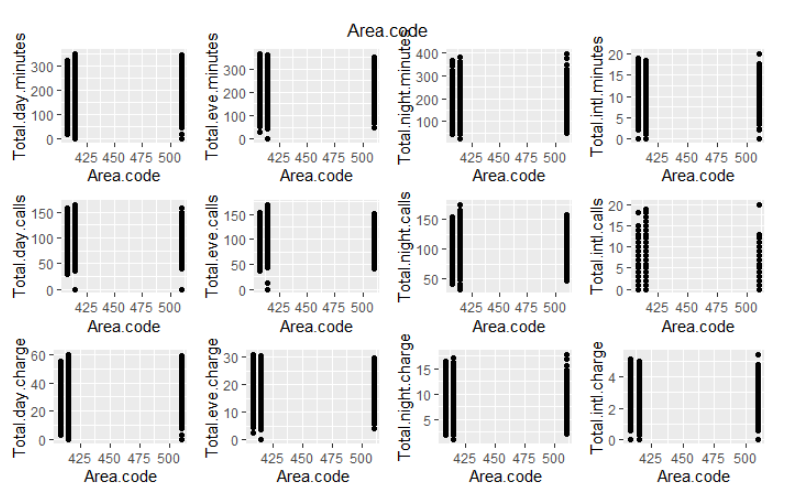 Area.code
Total.day.minutes
300
200
100
0
425 450 475 500
Area.code
Total.eve.minutes
300
200
100
0
425 450 475 500
Area.code
Total.night.minutes
400
300
200
100
425 450 475 500
Area.code
Total.intl.minutes
20
15
10
5
0
425 450 475 500
Area.code
Total.day.calls
150
100
50
0
425 450 475 500
Area.code
Total.eve.calls
150
100
50
0
425 450 475 500
Area.code
Total.night.calls
150
100
50
425 450 475 500
Area.code
Total.intl.calls
20
15
10
5
0
425 450 475 500
Area.code
Total.day.charge
60
40
20
0
425 450 475 500
Area.code
Total.eve.charge
30
20
10
0
425 450 475 500
Area.code
Total.night.charge
15
10
5
425 450 475 500
Area.code
Total.intl.charge
4
2
0
425 450 475 500
Area.code